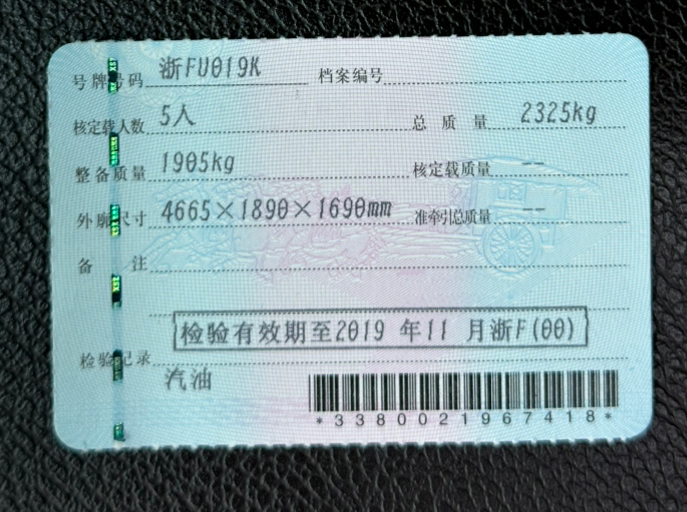 号牌号码 浙FU019K 档案编号
核定载人数 5人 总质量 2325kg
整备质量 1905kg 核定载质量 --
外廓尺寸 4665×1890×1690mm 准牵引总质量 --
备注
检验有效期至2019年11月浙F(00)
检验记录
汽油
*3380021967418*